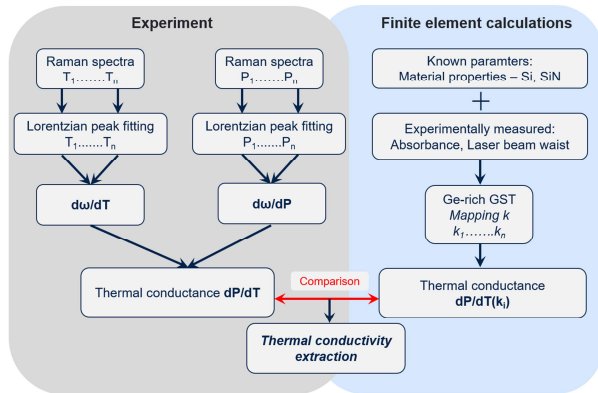 Experiment
Finite element calculations
Raman spectra
T1.......Tn
Raman spectra
P1.......Pn
Lorentzian peak fitting
T1.......Tn
Lorentzian peak fitting
P1.......Pn
dω/dT
dω/dP
Thermal conductance dP/dT
Known paramters:
Material properties – Si, SiN
+
Experimentally measured:
Absorbance, Laser beam waist
Ge-rich GST
Mapping k
k1.......kn
Thermal conductance
dP/dT(ki)
Comparison
Thermal conductivity
extraction